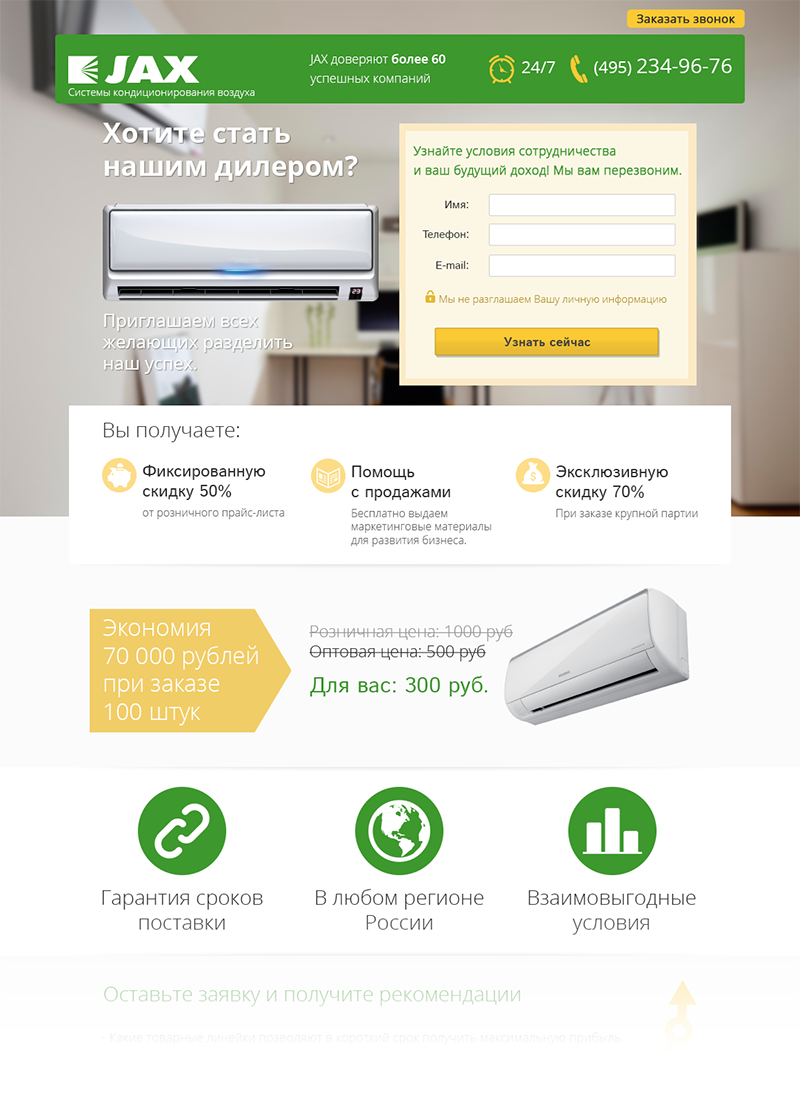 Заказать звонок
JAX
Системы кондиционирования воздуха
JAX доверяют более 60
успешных компаний
24/7
(495) 234-96-76
Хотите стать
нашим дилером?
23
Приглашаем всех
желающих разделить
наш успех.
Узнайте условия сотрудничества
и ваш будущий доход! Мы вам перезвоним.
Имя:
Телефон:
E-mail:
Мы не разглашаем Вашу личную информацию
Узнать сейчас
Вы получаете:
Фиксированную
скидку 50%
от розничного прайс-листа
Помощь
с продажами
Бесплатно выдаем
маркетинговые материалы
для развития бизнеса.
Эксклюзивную
скидку 70%
При заказе крупной партии
Экономия
70 000 рублей
при заказе
100 штук
Розничная цена: 1000 руб
Оптовая цена: 500 руб
Для вас: 300 руб.
Гарантия сроков
поставки
В любом регионе
России
Взаимовыгодные
условия
Оставьте заявку и получите рекомендации
· Какие товарные линейки позволяют в короткий срок получить максимальную прибыль